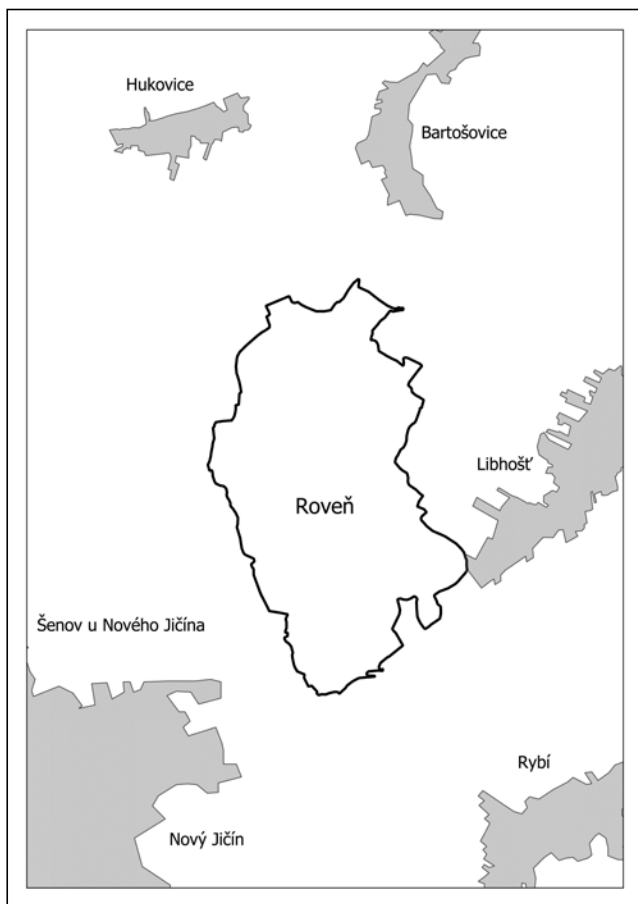 Hukovice
Bartošovice
Libhošť
Roveň
Šenov u Nového Jičína
Rybí
Nový Jičín